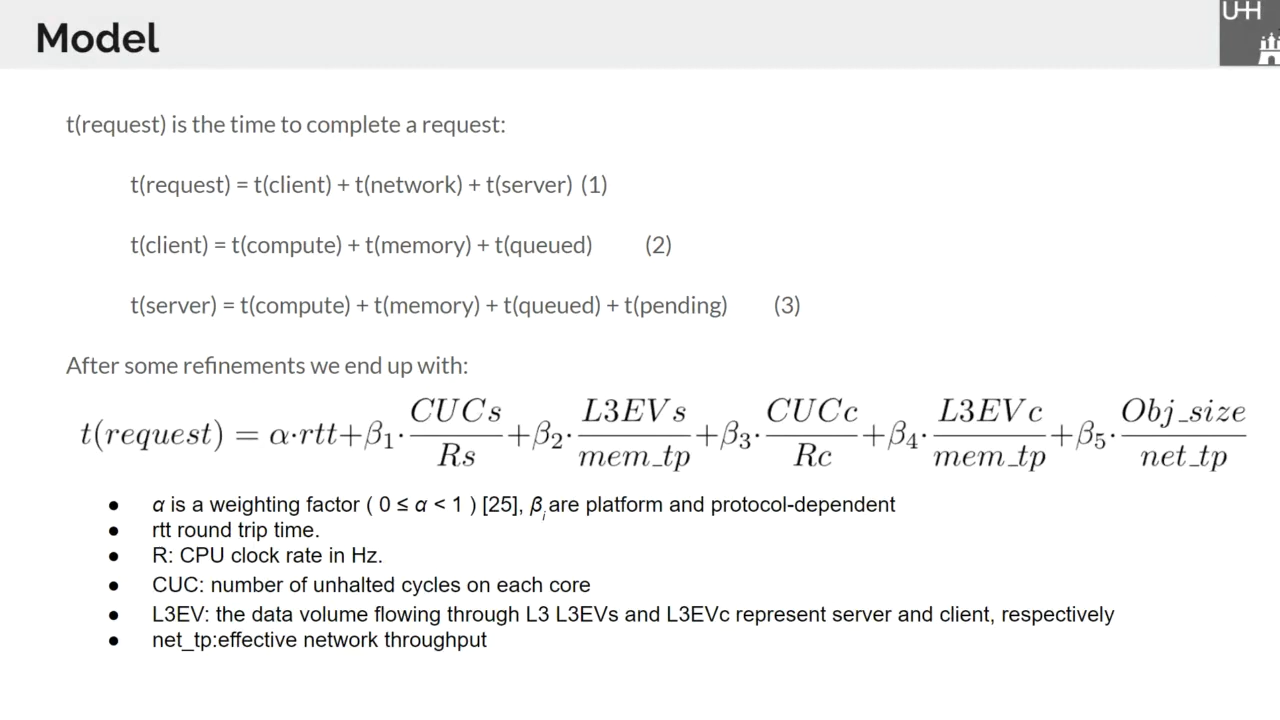 Model
UH
t(request) is the time to complete a request:
t(request) = t(client) + t(network) + t(server) (1)
t(client) = t(compute) + t(memory) + t(queued) (2)
t(server) = t(compute) + t(memory) + t(queued) + t(pending) (3)
After some refinements we end up with:
t(request) = α·rtt+β₁·CUCs/Rs+β₂·L3EVs/mem_tp+β₃·CUCc/Rc+β₄·L3EVc/mem_tp+β₅·Obj_size/net_tp
● α is a weighting factor ( 0 ≤ α < 1 ) [25], βᵢ are platform and protocol-dependent
● rtt round trip time.
● R: CPU clock rate in Hz.
● CUC: number of unhalted cycles on each core
● L3EV: the data volume flowing through L3 L3EVs and L3EVc represent server and client, respectively
● net_tp:effective network throughput